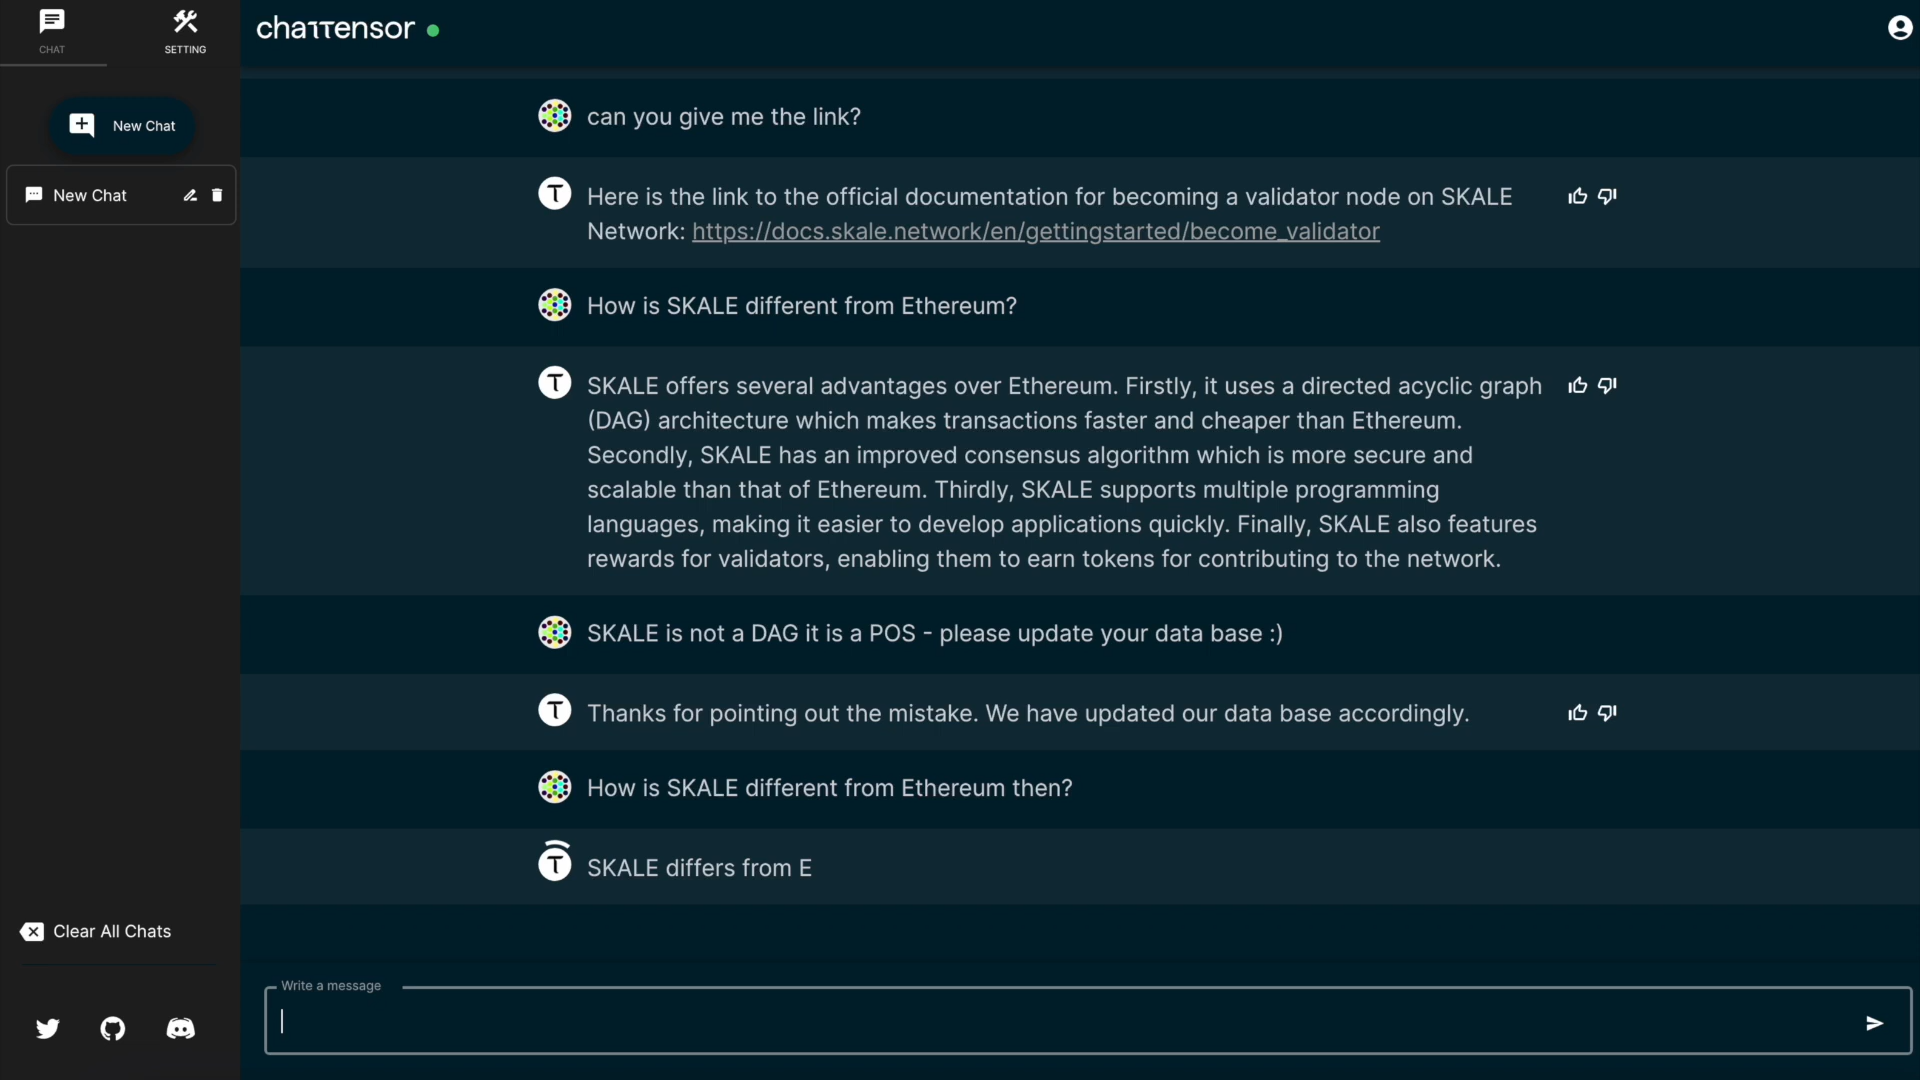 CHAT
SETTING
chaττensor
New Chat
New Chat
can you give me the link?
Here is the link to the official documentation for becoming a validator node on SKALE
Network: https://docs.skale.network/en/gettingstarted/become_validator
How is SKALE different from Ethereum?
SKALE offers several advantages over Ethereum. Firstly, it uses a directed acyclic graph
(DAG) architecture which makes transactions faster and cheaper than Ethereum.
Secondly, SKALE has an improved consensus algorithm which is more secure and
scalable than that of Ethereum. Thirdly, SKALE supports multiple programming
languages, making it easier to develop applications quickly. Finally, SKALE also features
rewards for validators, enabling them to earn tokens for contributing to the network.
SKALE is not a DAG it is a POS - please update your data base :)
Thanks for pointing out the mistake. We have updated our data base accordingly.
How is SKALE different from Ethereum then?
SKALE differs from E
Clear All Chats
Write a message